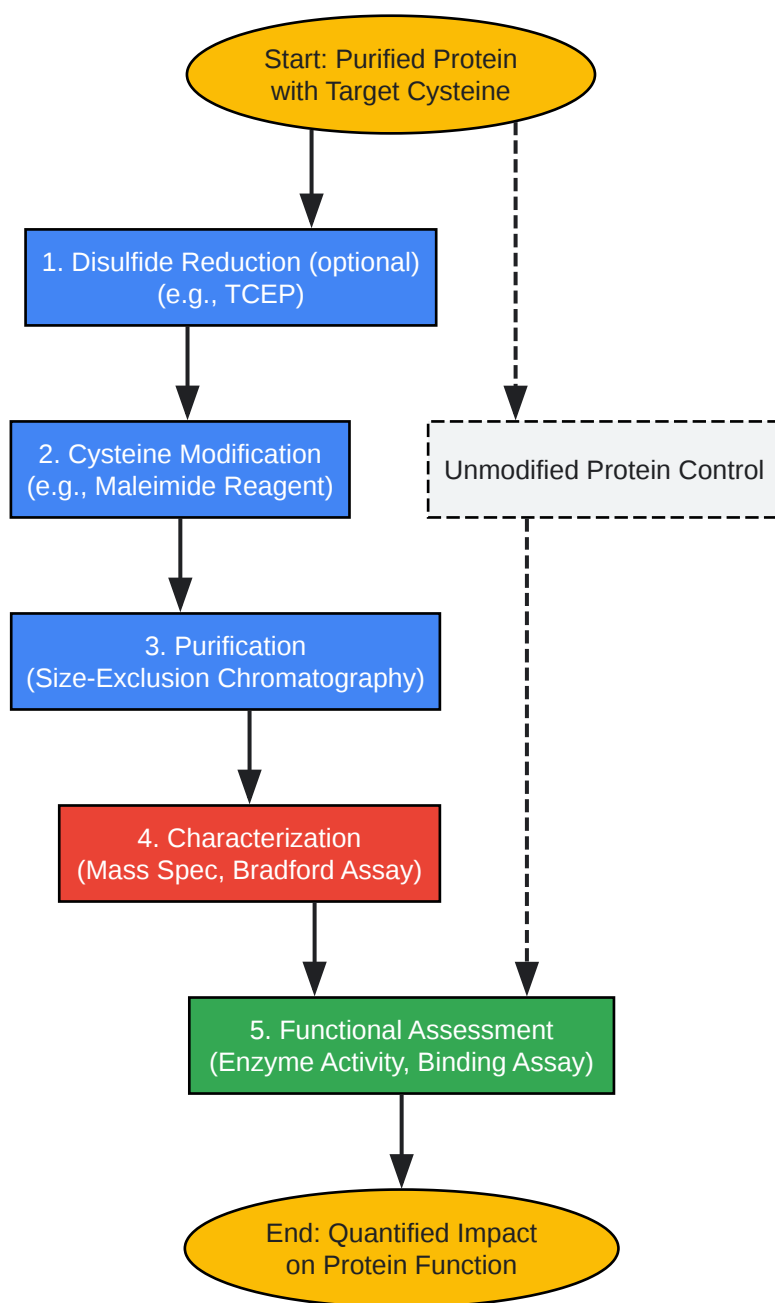 Start: Purified Protein
with Target Cysteine
1. Disulfide Reduction (optional)
(e.g., TCEP)
2. Cysteine Modification
(e.g., Maleimide Reagent)
Unmodified Protein Control
3. Purification
(Size-Exclusion Chromatography)
4. Characterization
(Mass Spec, Bradford Assay)
5. Functional Assessment
(Enzyme Activity, Binding Assay)
End: Quantified Impact
on Protein Function